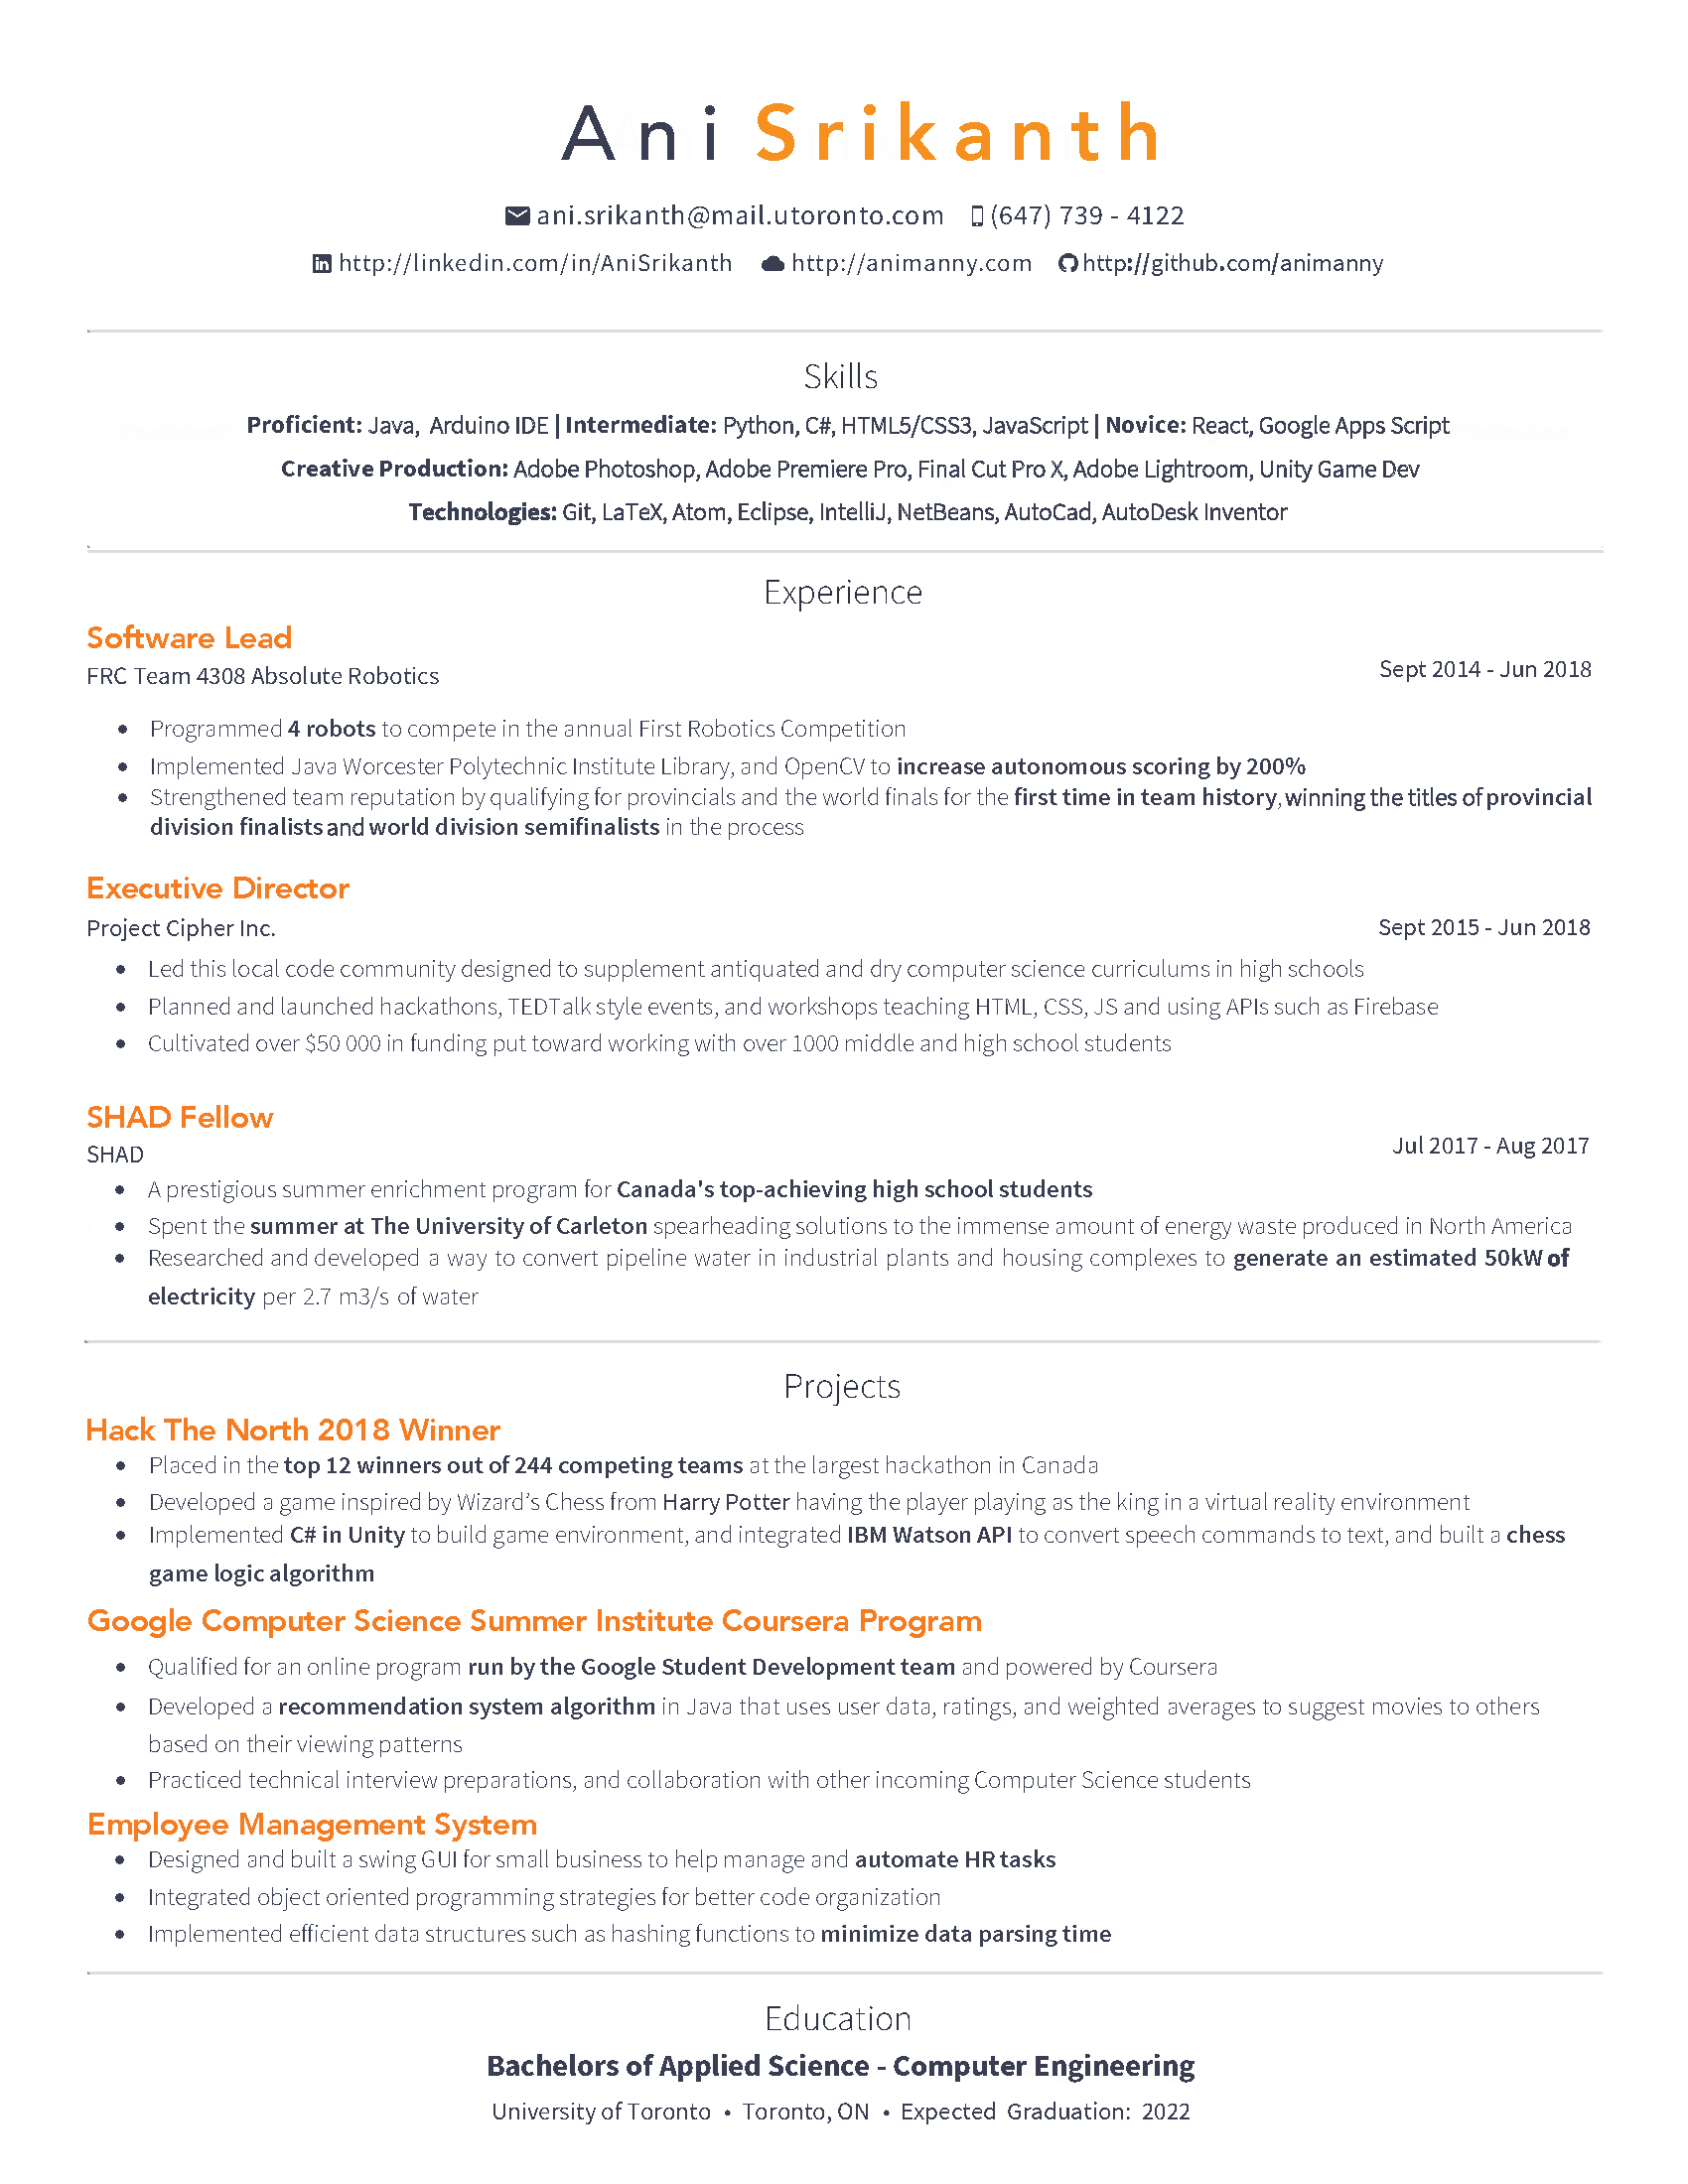 Ani Srikanth
ani.srikanth@mail.utoronto.com (647) 739 - 4122
http://linkedin.com/in/AniSrikanth http://animanny.com http://github.com/animanny
Skills
Proficient: Java, Arduino IDE | Intermediate: Python, C#, HTML5/CSS3, JavaScript | Novice: React, Google Apps Script
Creative Production: Adobe Photoshop, Adobe Premiere Pro, Final Cut Pro X, Adobe Lightroom, Unity Game Dev
Technologies: Git, LaTeX, Atom, Eclipse, IntelliJ, NetBeans, AutoCad, AutoDesk Inventor
Experience
Software Lead
FRC Team 4308 Absolute Robotics Sept 2014 - Jun 2018
• Programmed 4 robots to compete in the annual First Robotics Competition
• Implemented Java Worcester Polytechnic Institute Library, and OpenCV to increase autonomous scoring by 200%
• Strengthened team reputation by qualifying for provincials and the world finals for the first time in team history, winning the titles of provincial
division finalists and world division semifinalists in the process
Executive Director
Project Cipher Inc. Sept 2015 - Jun 2018
• Led this local code community designed to supplement antiquated and dry computer science curriculums in high schools
• Planned and launched hackathons, TEDTalk style events, and workshops teaching HTML, CSS, JS and using APIs such as Firebase
• Cultivated over $50 000 in funding put toward working with over 1000 middle and high school students
SHAD Fellow
SHAD Jul 2017 - Aug 2017
• A prestigious summer enrichment program for Canada's top-achieving high school students
• Spent the summer at The University of Carleton spearheading solutions to the immense amount of energy waste produced in North America
• Researched and developed a way to convert pipeline water in industrial plants and housing complexes to generate an estimated 50kW of
electricity per 2.7 m3/s of water
Projects
Hack The North 2018 Winner
• Placed in the top 12 winners out of 244 competing teams at the largest hackathon in Canada
• Developed a game inspired by Wizard’s Chess from Harry Potter having the player playing as the king in a virtual reality environment
• Implemented C# in Unity to build game environment, and integrated IBM Watson API to convert speech commands to text, and built a chess
game logic algorithm
Google Computer Science Summer Institute Coursera Program
• Qualified for an online program run by the Google Student Development team and powered by Coursera
• Developed a recommendation system algorithm in Java that uses user data, ratings, and weighted averages to suggest movies to others
based on their viewing patterns
• Practiced technical interview preparations, and collaboration with other incoming Computer Science students
Employee Management System
• Designed and built a swing GUI for small business to help manage and automate HR tasks
• Integrated object oriented programming strategies for better code organization
• Implemented efficient data structures such as hashing functions to minimize data parsing time
Education
Bachelors of Applied Science - Computer Engineering
University of Toronto • Toronto, ON • Expected Graduation: 2022